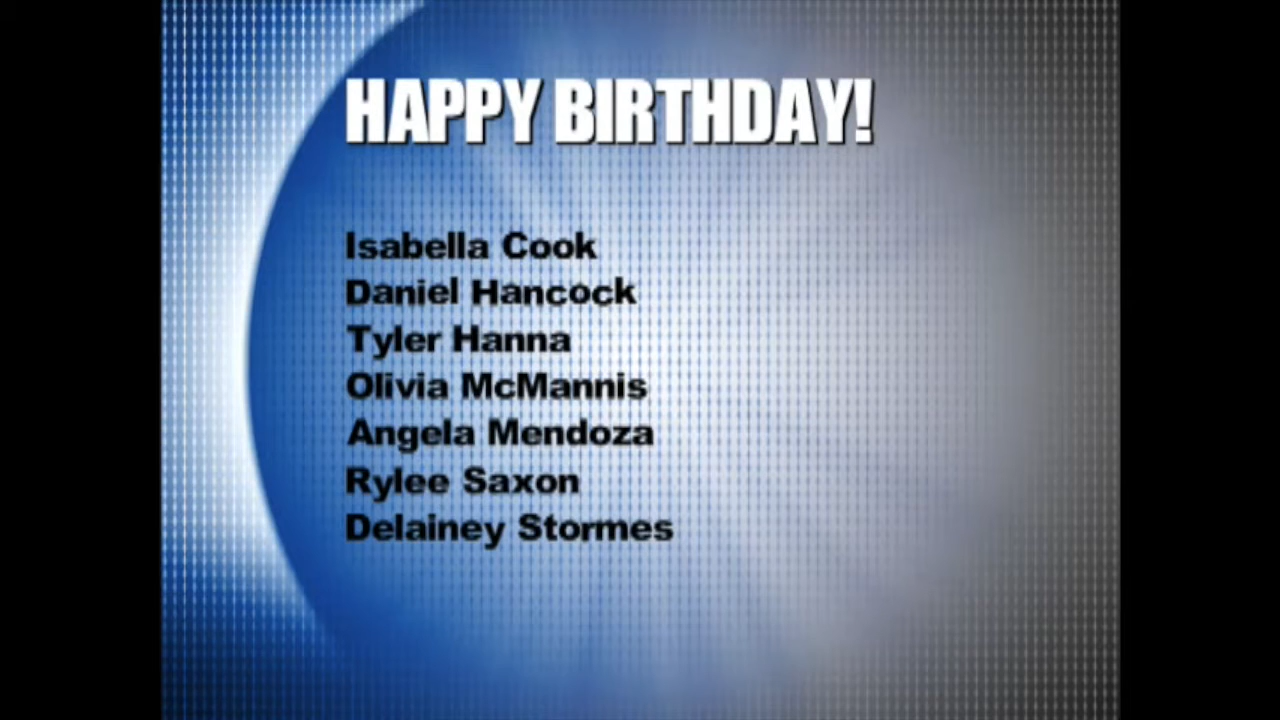 HAPPY BIRTHDAY!
Isabella Cook
Daniel Hancock
Tyler Hanna
Olivia McMannis
Angela Mendoza
Rylee Saxon
Delainey Stormes